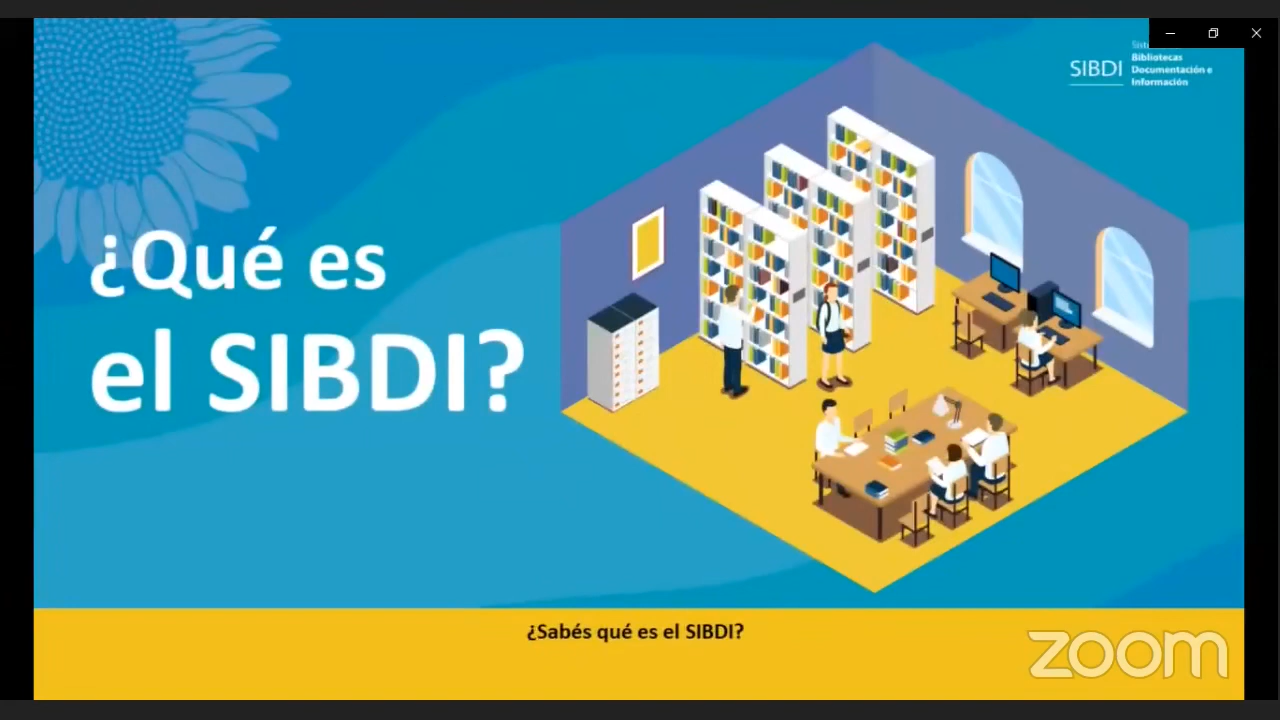 SIBDI
Bibliotecas
Documentación e
Información
¿Qué es
el SIBDI?
¿Sabés qué es el SIBDI?
zoom